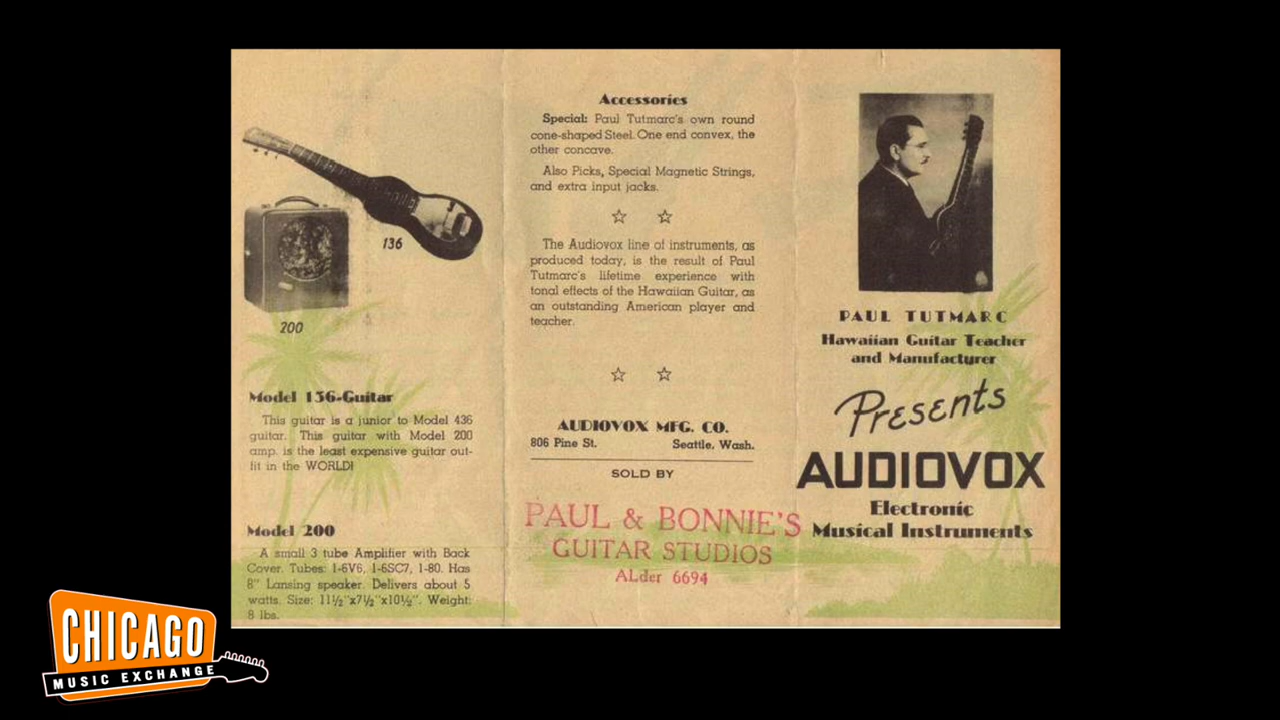 136
200
Model 136-Guitar
This guitar is a junior to Model 436
guitar. This guitar with Model 200
amp. is the least expensive guitar out-
fit in the WORLD!
Model 200
A small 3 tube Amplifier with Back
Cover. Tubes: 1-6V6, 1-6SC7, 1-80. Has
8" Lansing speaker. Delivers about 5
watts. Size: 11½"x7½"x10½". Weight:
8 lbs.
Accessories
Special: Paul Tutmarc's own round
cone-shaped Steel. One end convex, the
other concave.
Also Picks, Special Magnetic Strings,
and extra input jacks.
The Audiovox line of instruments, as
produced today, is the result of Paul
Tutmarc's lifetime experience with
tonal effects of the Hawaiian Guitar, as
an outstanding American player and
teacher.
AUDIOVOX MFG. CO.
806 Pine St. Seattle, Wash.
SOLD BY
PAUL & BONNIE'S
GUITAR STUDIOS
ALder 6694
PAUL TUTMARC
Hawaiian Guitar Teacher
and Manufacturer
Presents
AUDIOVOX
Electronic
Musical Instruments
CHICAGO
MUSIC EXCHANGE